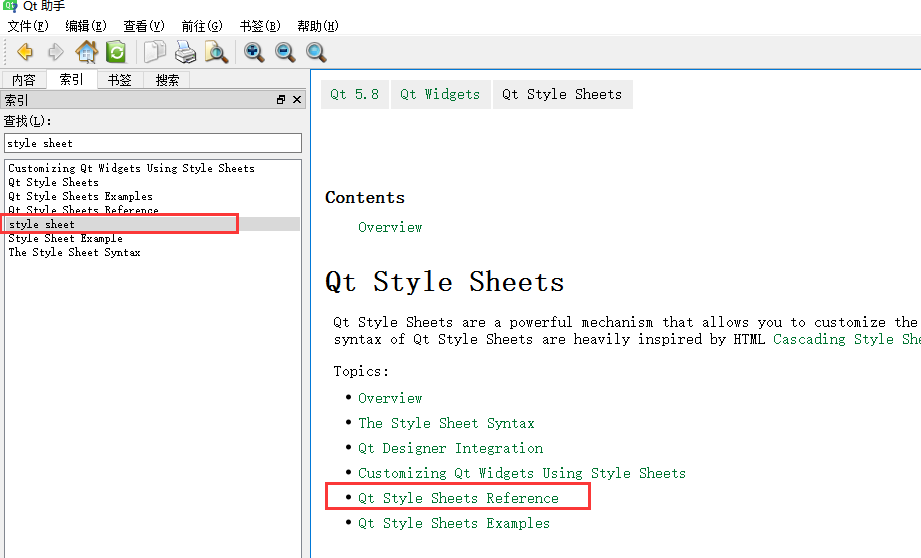 Qt 助手
文件(F) 编辑(E) 查看(V) 前往(G) 书签(B) 帮助(H)
内容 索引 书签 搜索
索引
查找(L):
style sheet
Customizing Qt Widgets Using Style Sheets
Qt Style Sheets
Qt Style Sheets Examples
Qt Style Sheets Reference
style sheet
Style Sheet Example
The Style Sheet Syntax
Qt 5.8 Qt Widgets Qt Style Sheets
Contents
Overview
Qt Style Sheets
Qt Style Sheets are a powerful mechanism that allows you to customize the
syntax of Qt Style Sheets are heavily inspired by HTML Cascading Style She
Topics:
• Overview
• The Style Sheet Syntax
• Qt Designer Integration
• Customizing Qt Widgets Using Style Sheets
• Qt Style Sheets Reference
• Qt Style Sheets Examples